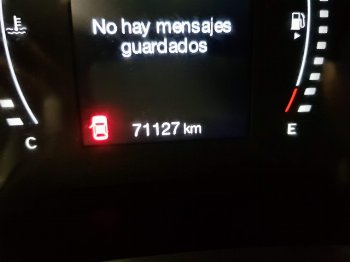 No hay mensajes
guardados
71127 km
C
E